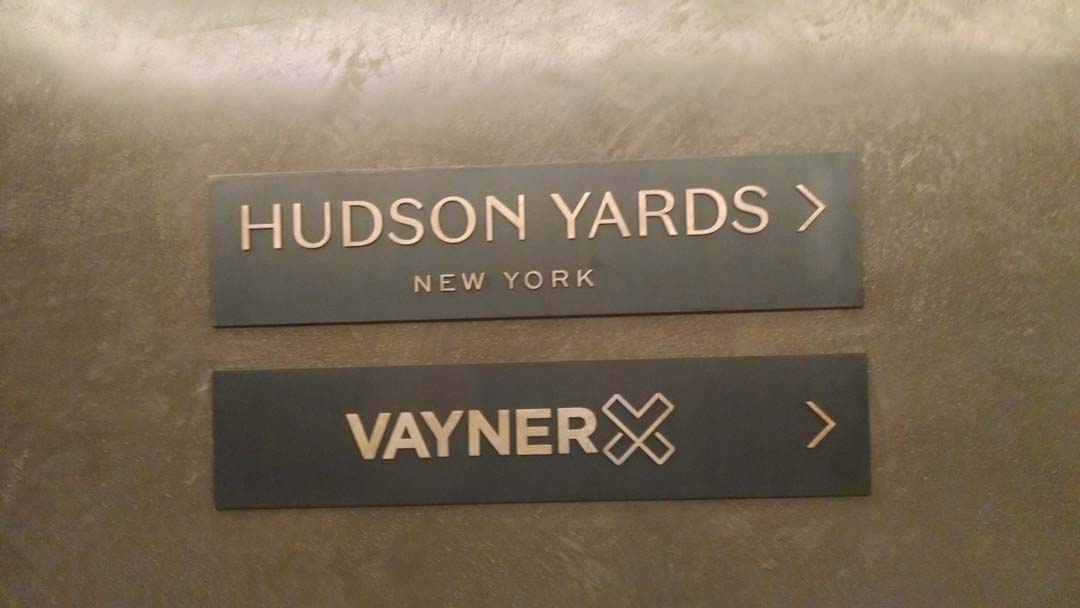 HUDSON YARDS >
NEW YORK
VAYNERX >